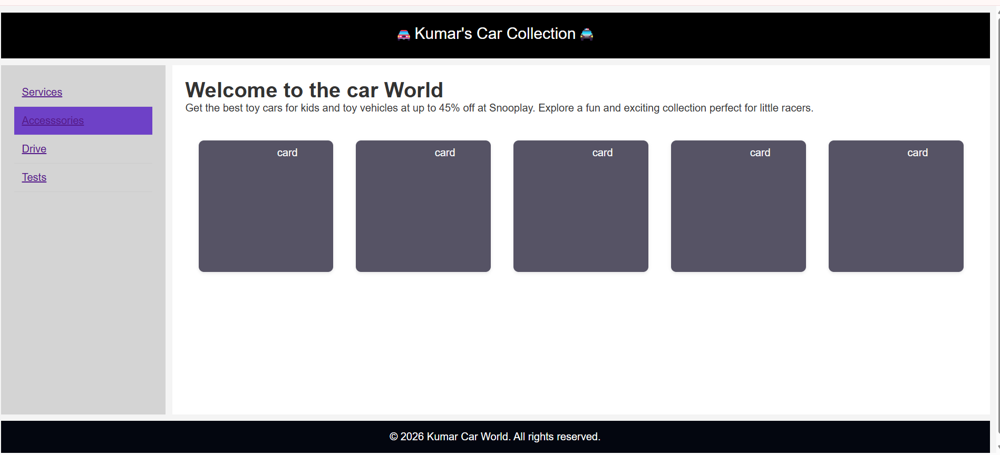 🚘 Kumar's Car Collection 🚔
Services
Accesssories
Drive
Tests
Welcome to the car World
Get the best toy cars for kids and toy vehicles at up to 45% off at Snooplay. Explore a fun and exciting collection perfect for little racers.
card card card card card
© 2026 Kumar Car World. All rights reserved.